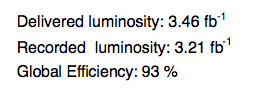 Delivered luminosity: 3.46 fb⁻¹
Recorded  luminosity: 3.21 fb⁻¹
Global Efficiency: 93 %